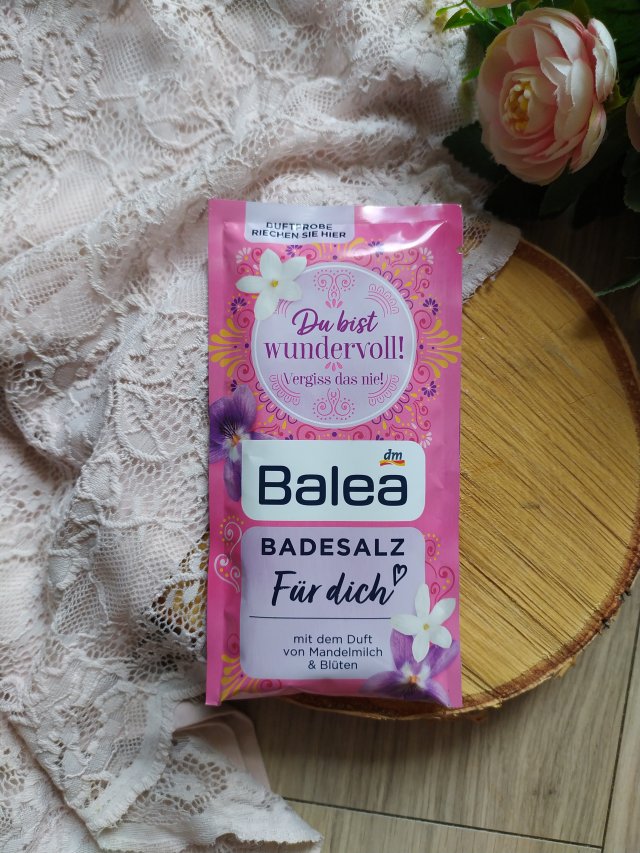 DUFTPROBE
RIECHEN SIE HIER
Du bist
wundervoll!
Vergiss das nie!
dm
Balea
BADESALZ
Für dich
mit dem Duft
von Mandelmilch
& Blüten